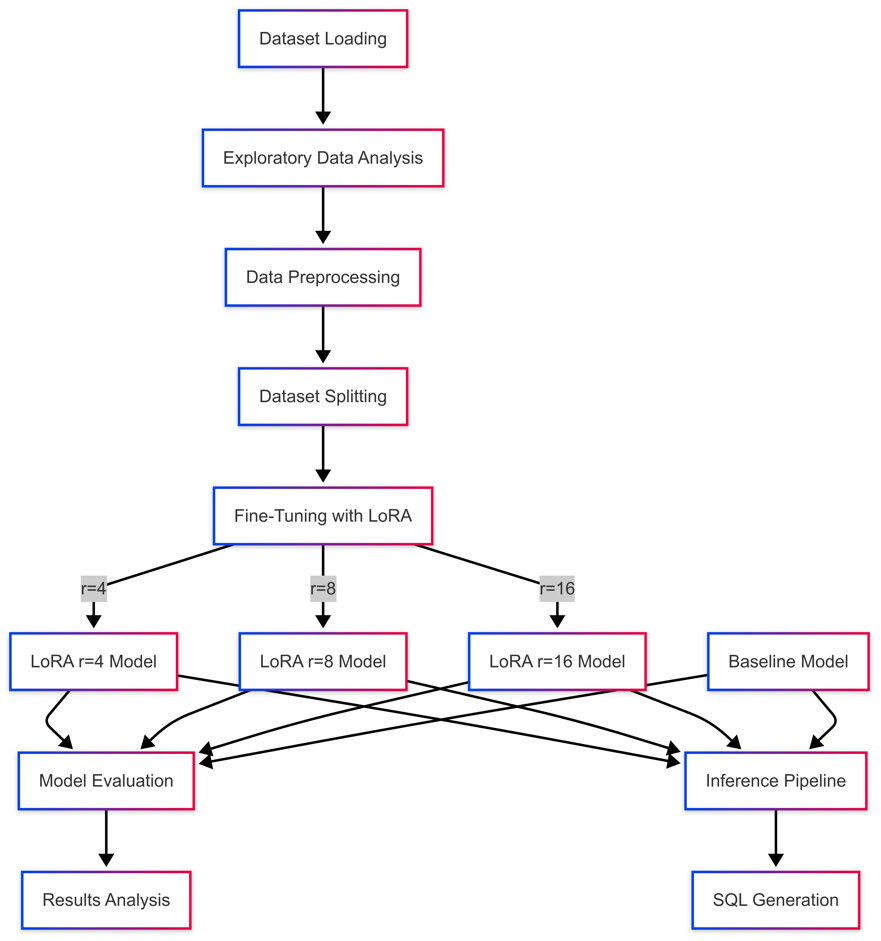 Dataset Loading
Exploratory Data Analysis
Data Preprocessing
Dataset Splitting
Fine-Tuning with LoRA
r=4
r=8
r=16
LoRA r=4 Model
LoRA r=8 Model
LoRA r=16 Model
Baseline Model
Model Evaluation
Inference Pipeline
Results Analysis
SQL Generation